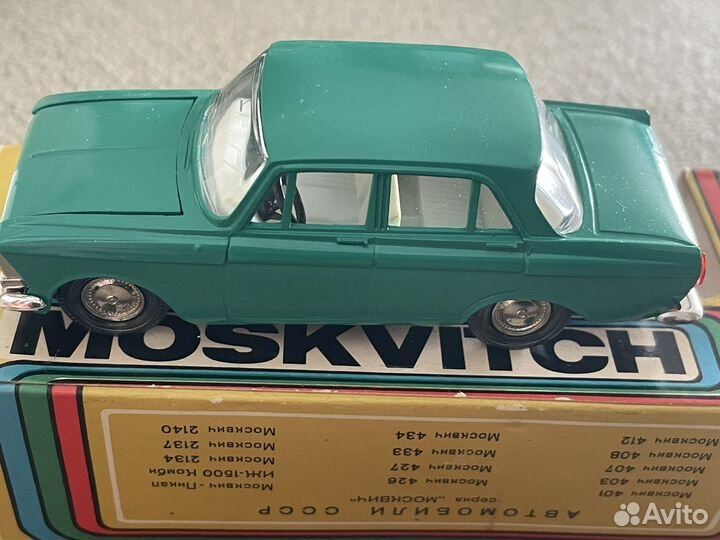 MOSKVITCH
АВТОМОБИЛИ СССР
серия „МОСКВИЧ"
Москвич 401
Москвич 403
Москвич 407
Москвич 408
Москвич 412
Москвич 426
Москвич 427
Москвич 433
Москвич 434
Москвич - Пикап
ИЖ-1500 Комби
Москвич 2134
Москвич 2137
Москвич 2140
Avito